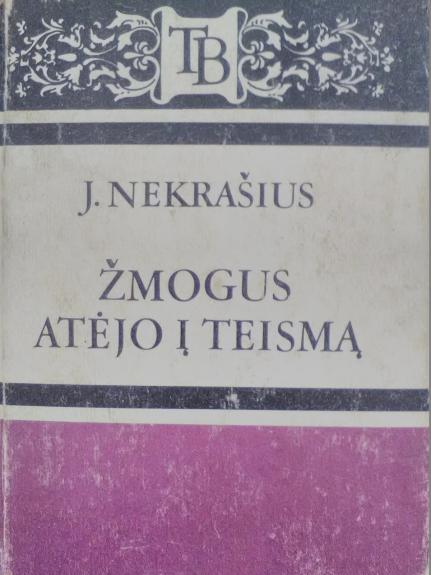 TB
J. NEKRAŠIUS
ŽMOGUS
ATĖJO Į TEISMĄ